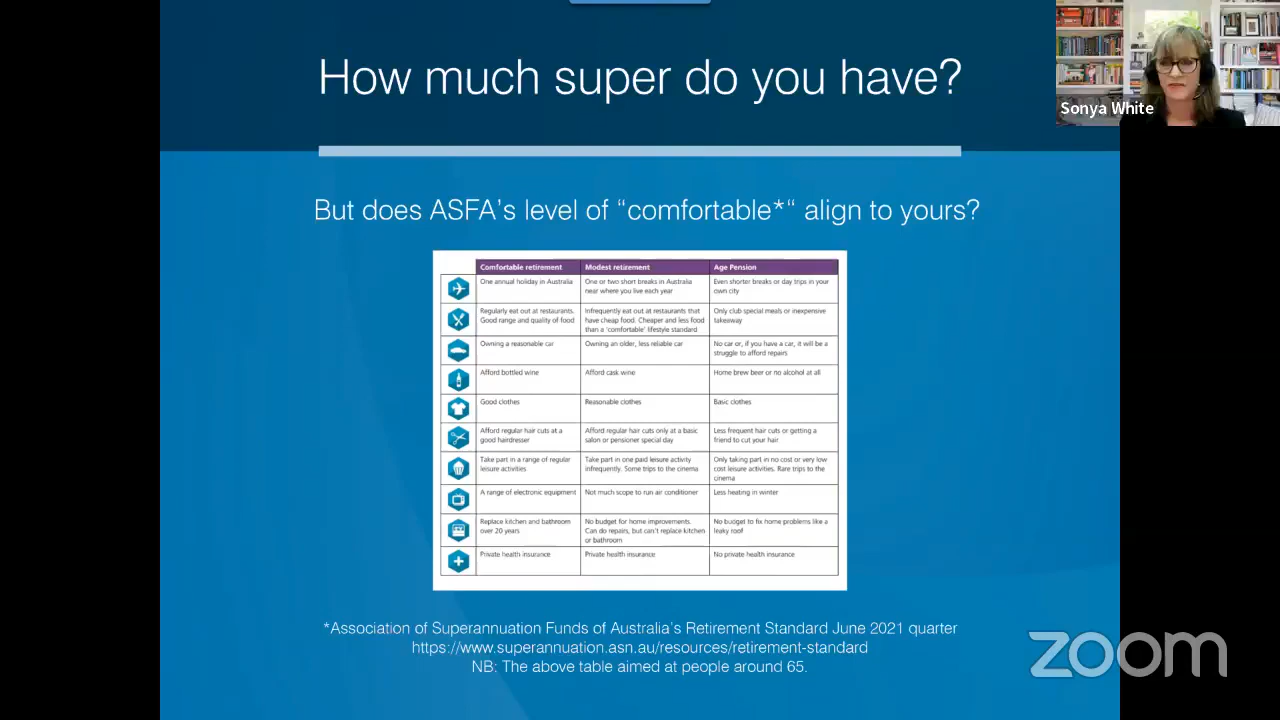 How much super do you have?
Sonya White
But does ASFA's level of “comfortable*“ align to yours?
Comfortable retirement
Modest retirement
Age Pension
One annual holiday in Australia
One or two short breaks in Australia
near where you live each year
Even shorter breaks or day trips in your
own city
Regularly eat out at restaurants.
Good range and quality of food
Infrequently eat out at restaurants that
have cheap food. Cheaper and less food
than a 'comfortable' lifestyle standard
Only club special meals or inexpensive
takeaway
Owning a reasonable car
Owning an older, less reliable car
No car or, if you have a car, it will be a
struggle to afford repairs
Afford bottled wine
Afford cask wine
Home brew beer or no alcohol at all
Good clothes
Reasonable clothes
Basic clothes
Afford regular hair cuts at a
good hairdresser
Afford regular hair cuts only at a basic
salon or pensioner special day
Less frequent hair cuts or getting a
friend to cut your hair
Take part in a range of regular
leisure activities
Take part in one paid leisure activity
infrequently. Some trips to the cinema
Only taking part in no cost or very low
cost leisure activities. Rare trips to the
cinema
A range of electronic equipment
Not much scope to run air conditioner
Less heating in winter
Replace kitchen and bathroom
over 20 years
No budget for home improvements.
Can do repairs, but can't replace kitchen
or bathroom
No budget to fix home problems like a
leaky roof
Private health insurance
Private health insurance
No private health insurance
*Association of Superannuation Funds of Australia's Retirement Standard June 2021 quarter
https://www.superannuation.asn.au/resources/retirement-standard
NB: The above table aimed at people around 65.
zoom